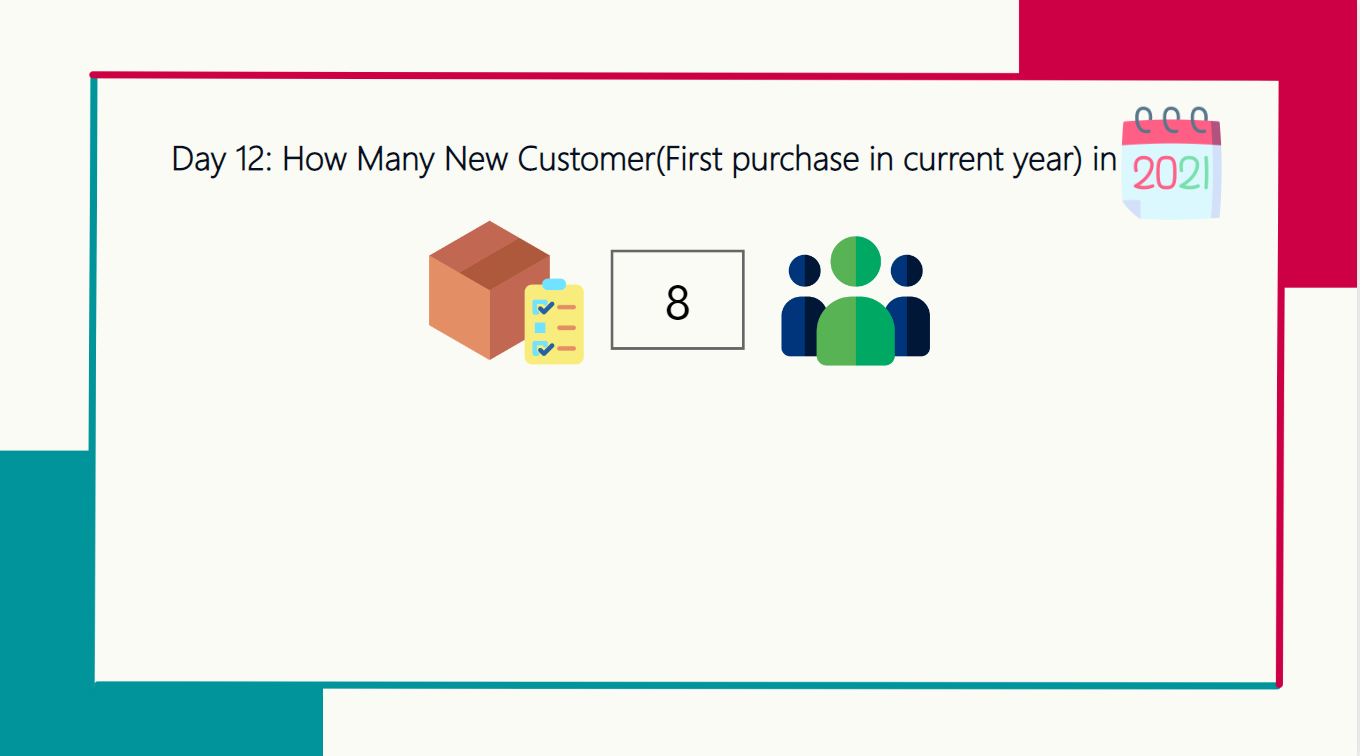 Day 12: How Many New Customer(First purchase in current year) in
2021
8